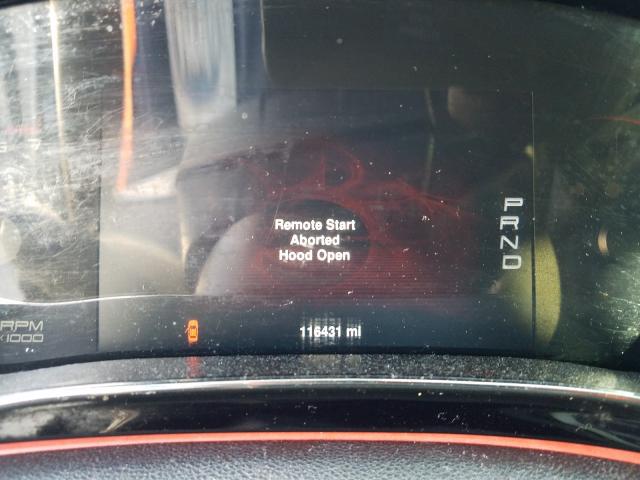 Remote Start
Aborted
Hood Open
P
R
N
D
116431 mi
RPM
x1000